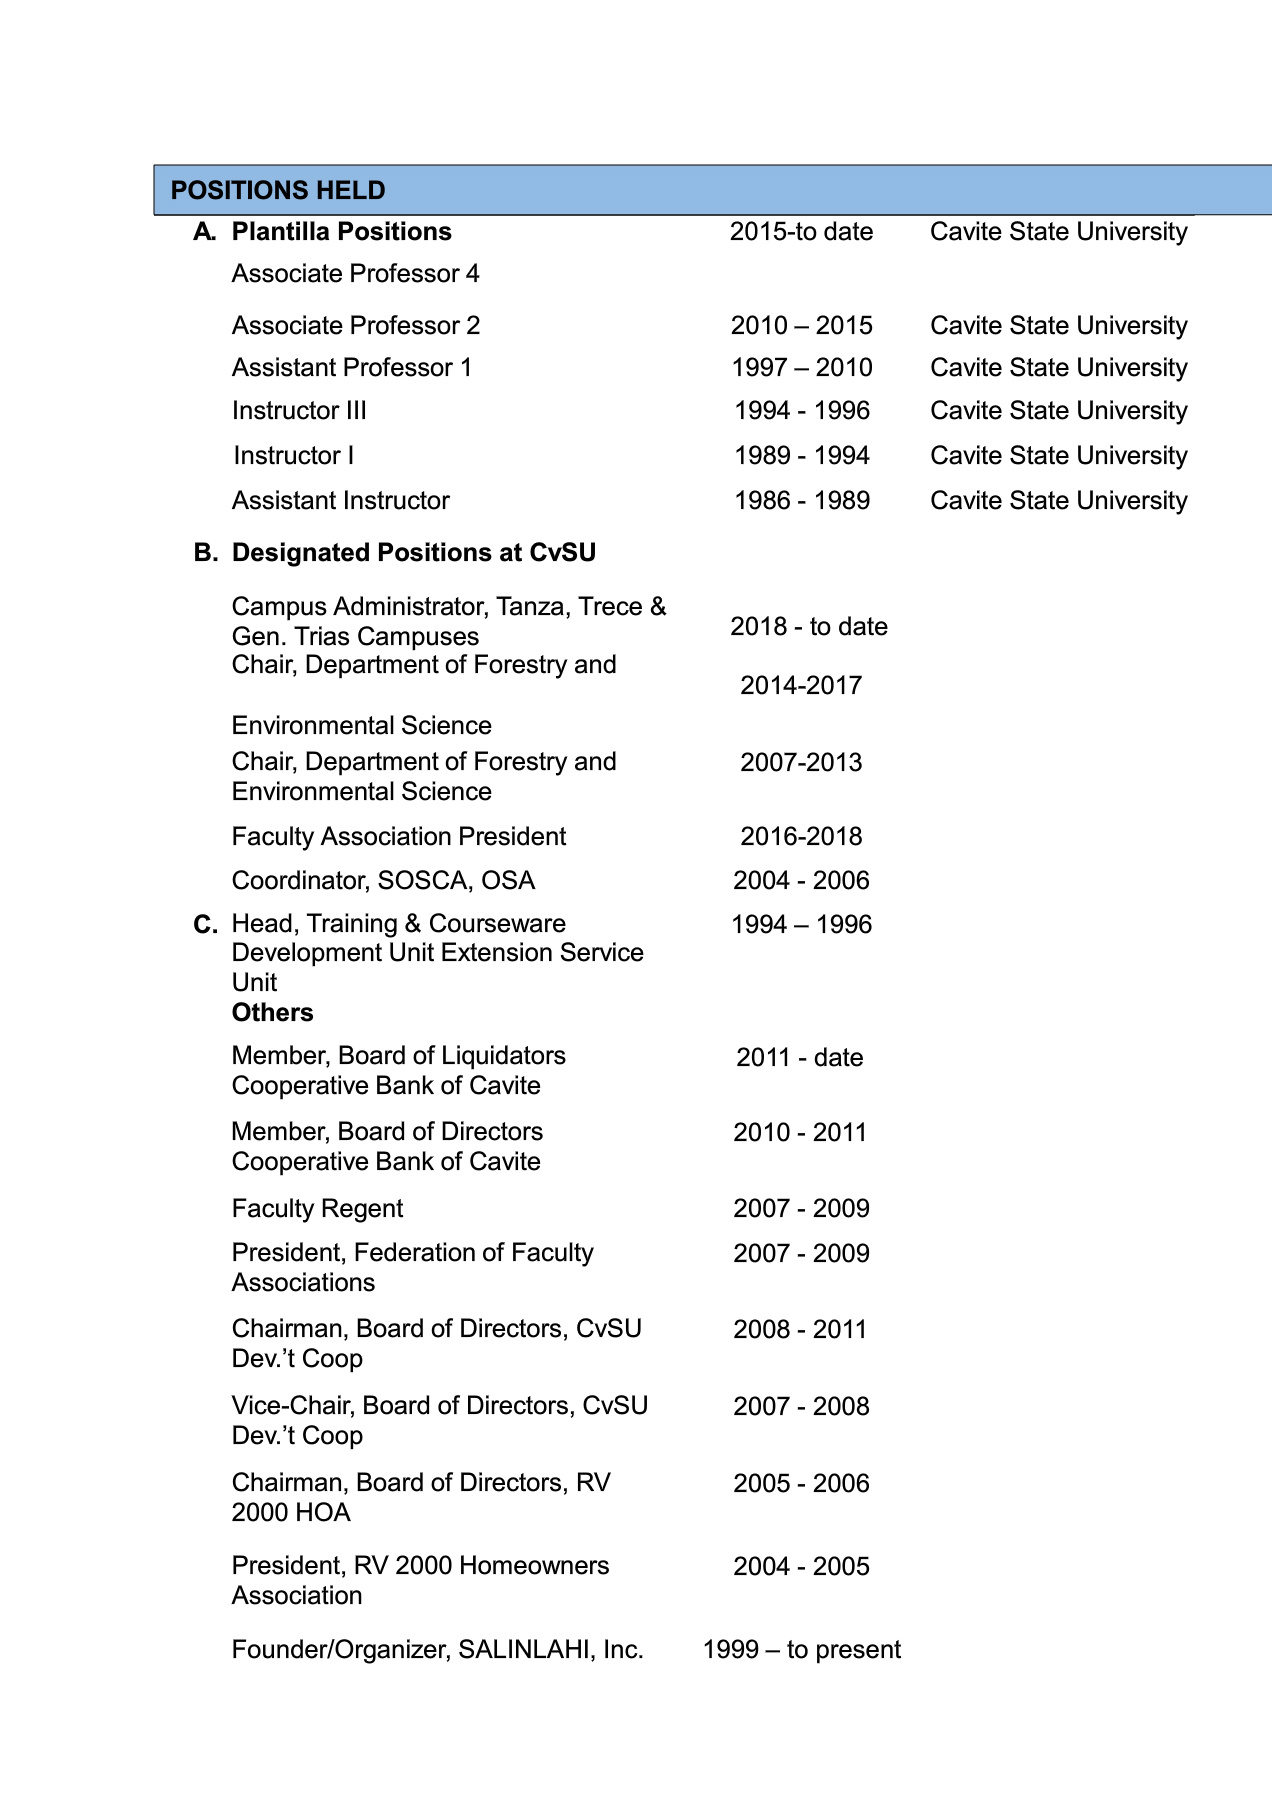 POSITIONS HELD
A. Plantilla Positions 2015-to date Cavite State University
Associate Professor 4
Associate Professor 2 2010 – 2015 Cavite State University
Assistant Professor 1 1997 – 2010 Cavite State University
Instructor III 1994 - 1996 Cavite State University
Instructor I 1989 - 1994 Cavite State University
Assistant Instructor 1986 - 1989 Cavite State University
B. Designated Positions at CvSU
Campus Administrator, Tanza, Trece &
Gen. Trias Campuses 2018 - to date
Chair, Department of Forestry and
2014-2017
Environmental Science
Chair, Department of Forestry and 2007-2013
Environmental Science
Faculty Association President 2016-2018
Coordinator, SOSCA, OSA 2004 - 2006
C. Head, Training & Courseware 1994 – 1996
Development Unit Extension Service
Unit
Others
Member, Board of Liquidators 2011 - date
Cooperative Bank of Cavite
Member, Board of Directors 2010 - 2011
Cooperative Bank of Cavite
Faculty Regent 2007 - 2009
President, Federation of Faculty 2007 - 2009
Associations
Chairman, Board of Directors, CvSU 2008 - 2011
Dev.’t Coop
Vice-Chair, Board of Directors, CvSU 2007 - 2008
Dev.’t Coop
Chairman, Board of Directors, RV 2005 - 2006
2000 HOA
President, RV 2000 Homeowners 2004 - 2005
Association
Founder/Organizer, SALINLAHI, Inc. 1999 – to present